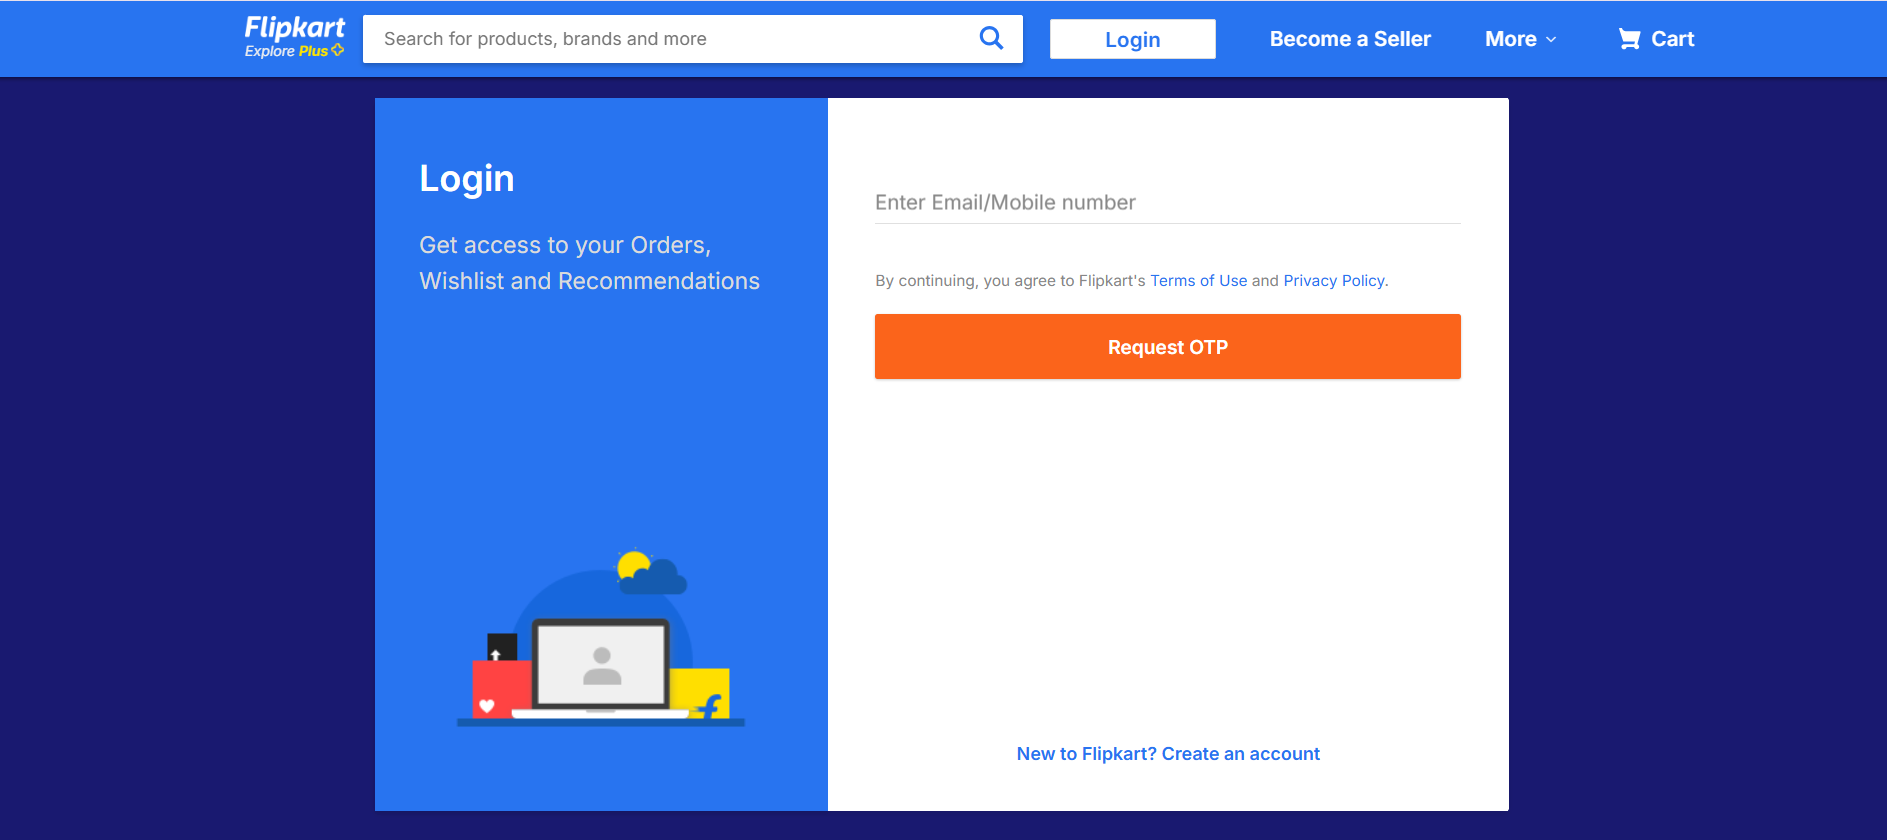 Flipkart
Explore Plus
Search for products, brands and more
Login
Become a Seller
More
Cart
Login
Get access to your Orders,
Wishlist and Recommendations
Enter Email/Mobile number
By continuing, you agree to Flipkart's Terms of Use and Privacy Policy.
Request OTP
f
New to Flipkart? Create an account